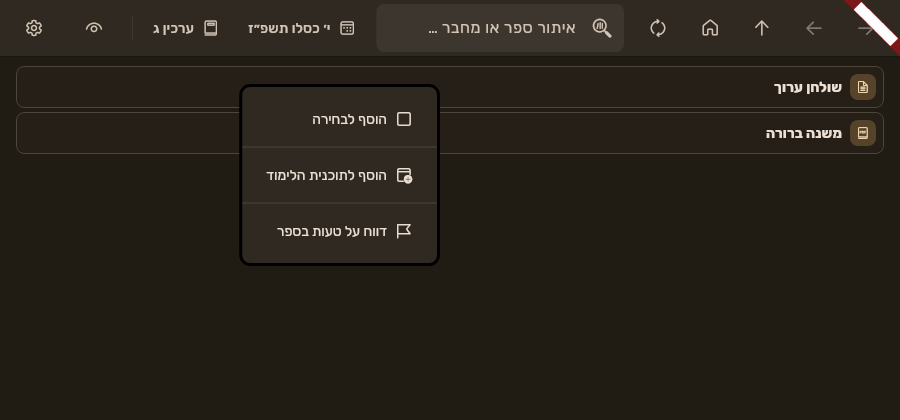 איתור ספר או מחבר ...
י׳ כסלו תשפ״ז
ערכין ג
שולחן ערוך
משנה ברורה
הוסף לבחירה
הוסף לתוכנית הלימוד
דווח על טעות בספר